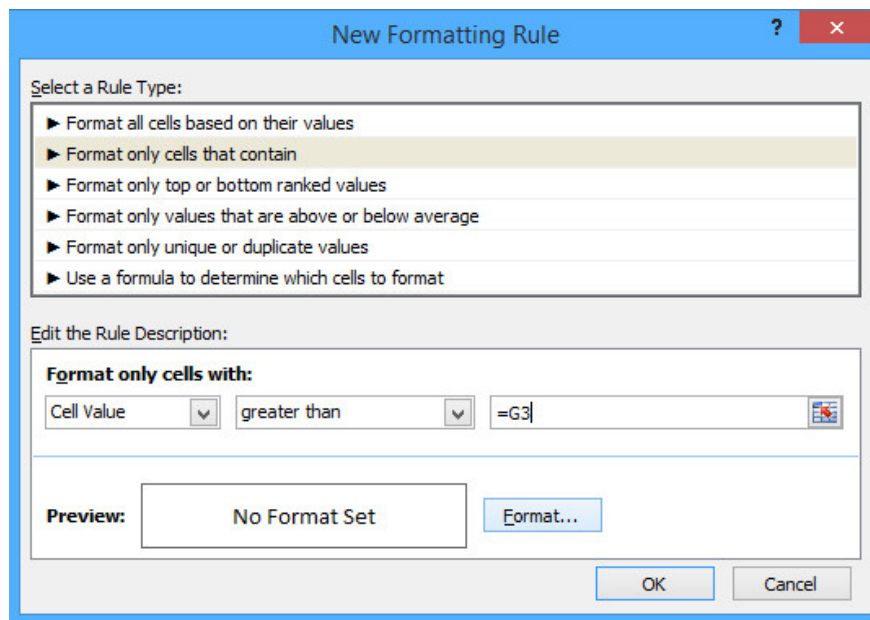 New Formatting Rule
?
Select a Rule Type:
► Format all cells based on their values
► Format only cells that contain
► Format only top or bottom ranked values
► Format only values that are above or below average
► Format only unique or duplicate values
► Use a formula to determine which cells to format
Edit the Rule Description:
Format only cells with:
Cell Value greater than =G3
Preview: No Format Set Format...
OK Cancel